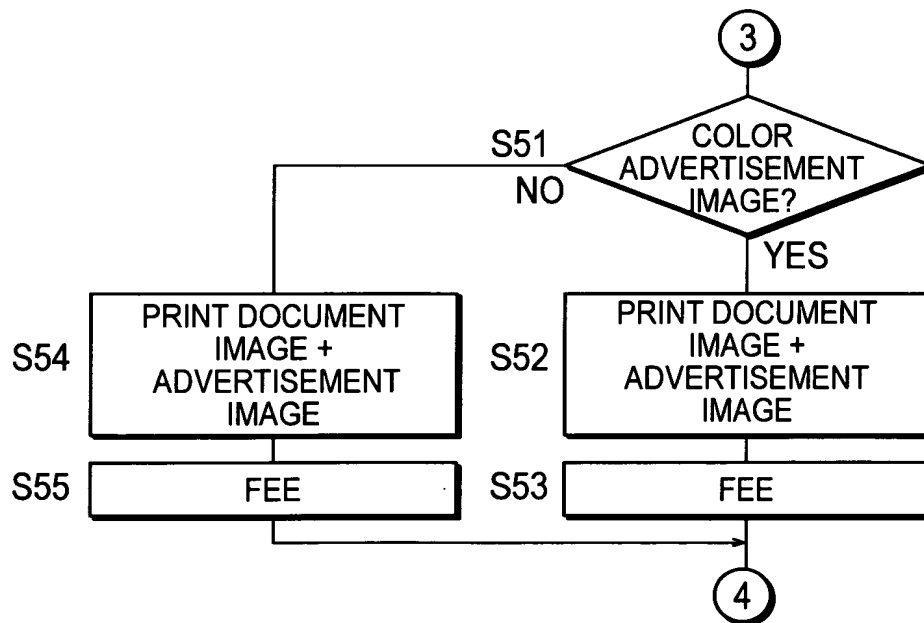 3
S51
COLOR
ADVERTISEMENT
IMAGE?
NO
YES
S54
PRINT DOCUMENT
IMAGE +
ADVERTISEMENT
IMAGE
S52
PRINT DOCUMENT
IMAGE +
ADVERTISEMENT
IMAGE
S55
FEE
S53
FEE
4